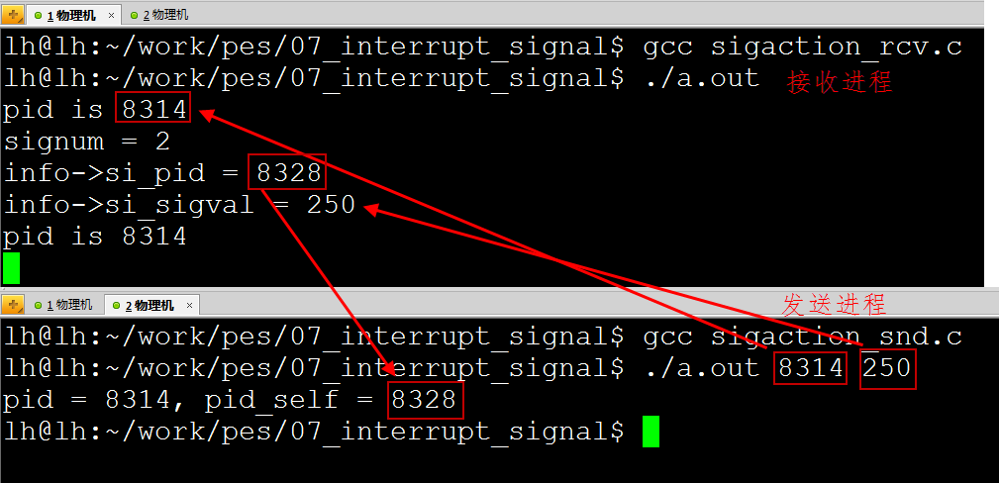 1 物理机 × 2 物理机
lh@lh:~/work/pes/07_interrupt_signal$ gcc sigaction_rcv.c
lh@lh:~/work/pes/07_interrupt_signal$ ./a.out 接收进程
pid is 8314
signum = 2
info->si_pid = 8328
info->si_sigval = 250
pid is 8314
1 物理机 2 物理机 ×
发送进程
lh@lh:~/work/pes/07_interrupt_signal$ gcc sigaction_snd.c
lh@lh:~/work/pes/07_interrupt_signal$ ./a.out 8314 250
pid = 8314, pid_self = 8328
lh@lh:~/work/pes/07_interrupt_signal$